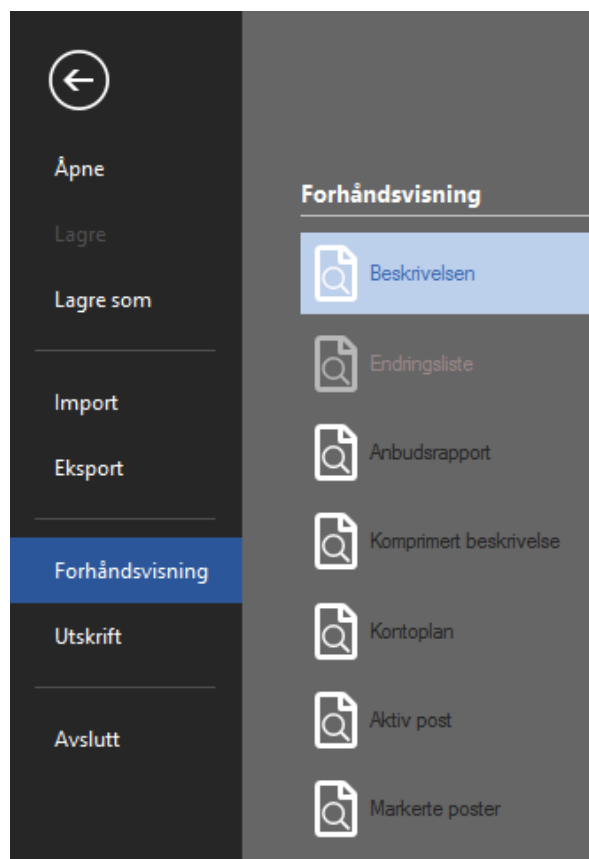 Åpne
Lagre
Lagre som
Import
Eksport
Forhåndsvisning
Utskrift
Avslutt
Forhåndsvisning
Beskrivelsen
Endringsliste
Anbudsrapport
Komprimert beskrivelse
Kontoplan
Aktiv post
Markerte poster